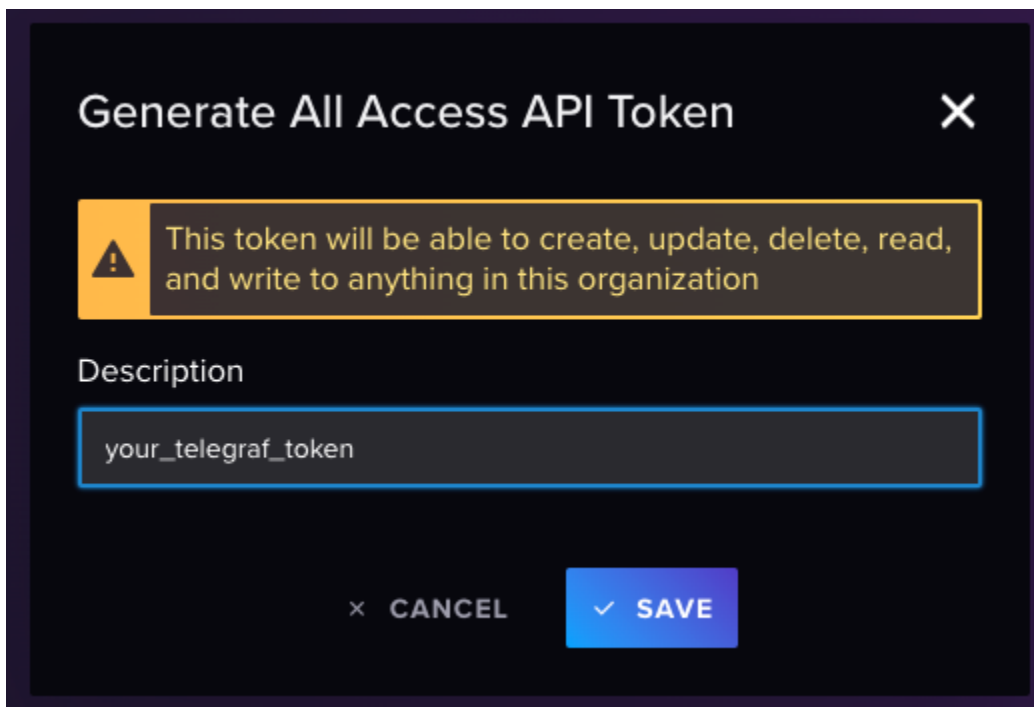 Generate All Access API Token
This token will be able to create, update, delete, read,
and write to anything in this organization
Description
your_telegraf_token
CANCEL
SAVE